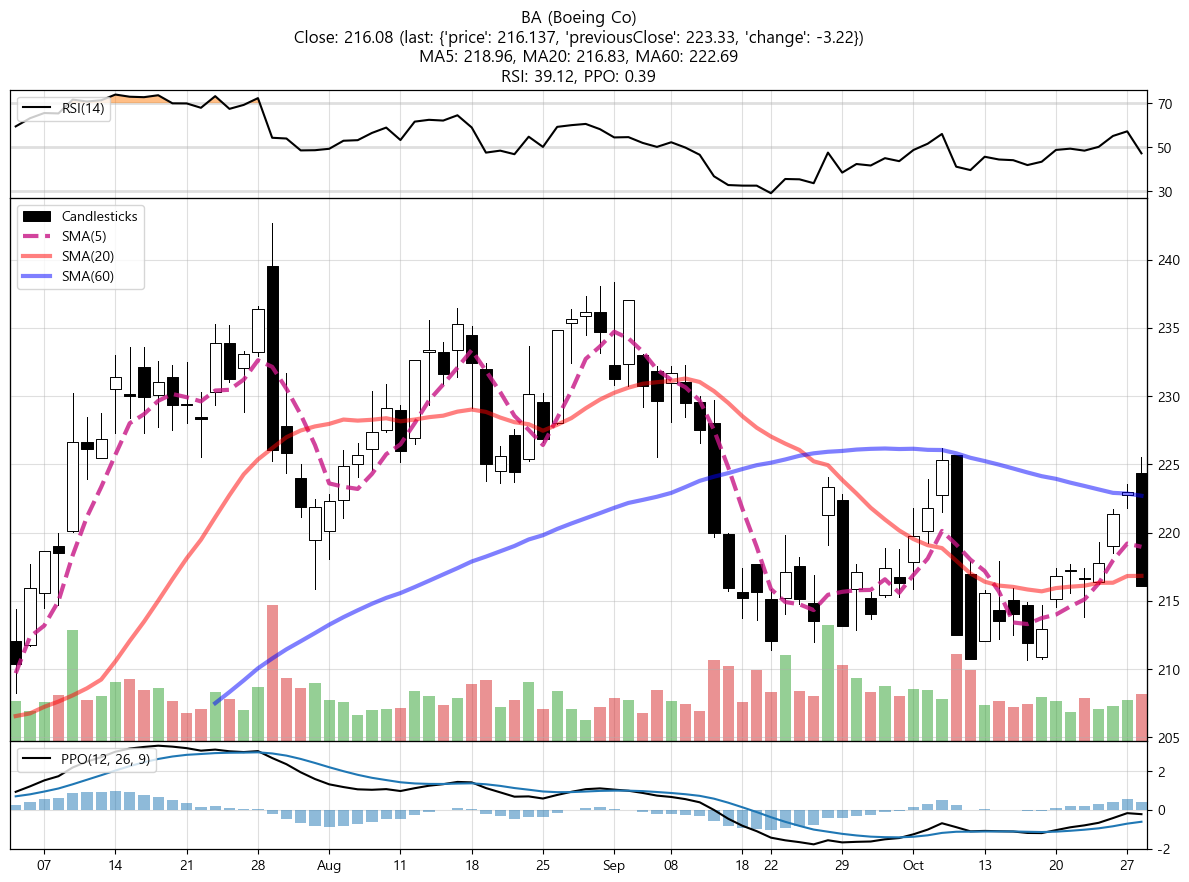 BA (Boeing Co)
Close: 216.08 (last: {'price': 216.137, 'previousClose': 223.33, 'change': -3.22})
MA5: 218.96, MA20: 216.83, MA60: 222.69
RSI: 39.12, PPO: 0.39
RSI(14)
70
50
30
Candlesticks
SMA(5)
SMA(20)
SMA(60)
240
235
230
225
220
215
210
205
PPO(12, 26, 9)
2
0
-2
07 14 21 28 Aug 11 18 25 Sep 08 18 22 29 Oct 13 20 27